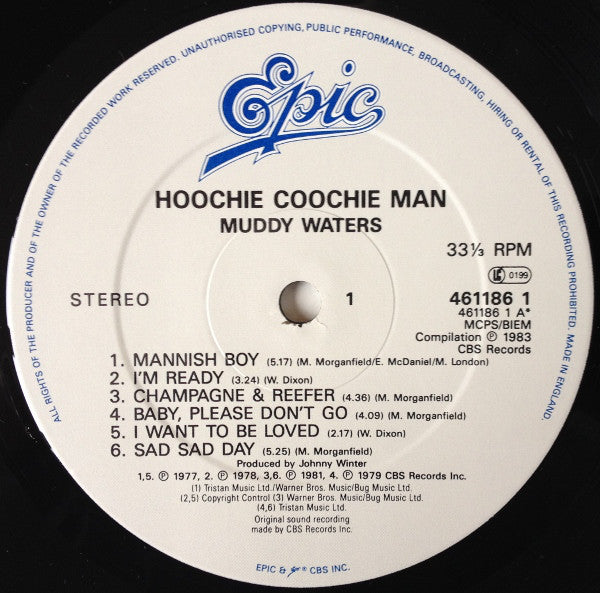 ALL RIGHTS OF THE PRODUCER AND OF THE OWNER OF THE RECORDED WORK RESERVED. UNAUTHORISED COPYING, PUBLIC PERFORMANCE, BROADCASTING, HIRING OR RENTAL OF THIS RECORDING PROHIBITED. MADE IN ENGLAND.
Epic
HOOCHIE COOCHIE MAN
MUDDY WATERS
33⅓ RPM
LC 0199
STEREO
1
461186 1
461186 1 A*
MCPS/BIEM
Compilation ℗ 1983
CBS Records
1. MANNISH BOY (5.17) (M. Morganfield/E. McDaniel/M. London)
2. I'M READY (3.24) (W. Dixon)
3. CHAMPAGNE & REEFER (4.36) (M. Morganfield)
4. BABY, PLEASE DON'T GO (4.09) (M. Morganfield)
5. I WANT TO BE LOVED (2.17) (W. Dixon)
6. SAD SAD DAY (5.25) (M. Morganfield)
Produced by Johnny Winter
1,5. ℗ 1977, 2. ℗ 1978, 3,6. ℗ 1981, 4. ℗ 1979 CBS Records Inc.
(1) Tristan Music Ltd./Warner Bros. Music/Bug Music Ltd.
(2,5) Copyright Control (3) Warner Bros. Music/Bug Music Ltd.
(4,6) Tristan Music Ltd.
Original sound recording
made by CBS Records Inc.
EPIC & ® CBS INC.